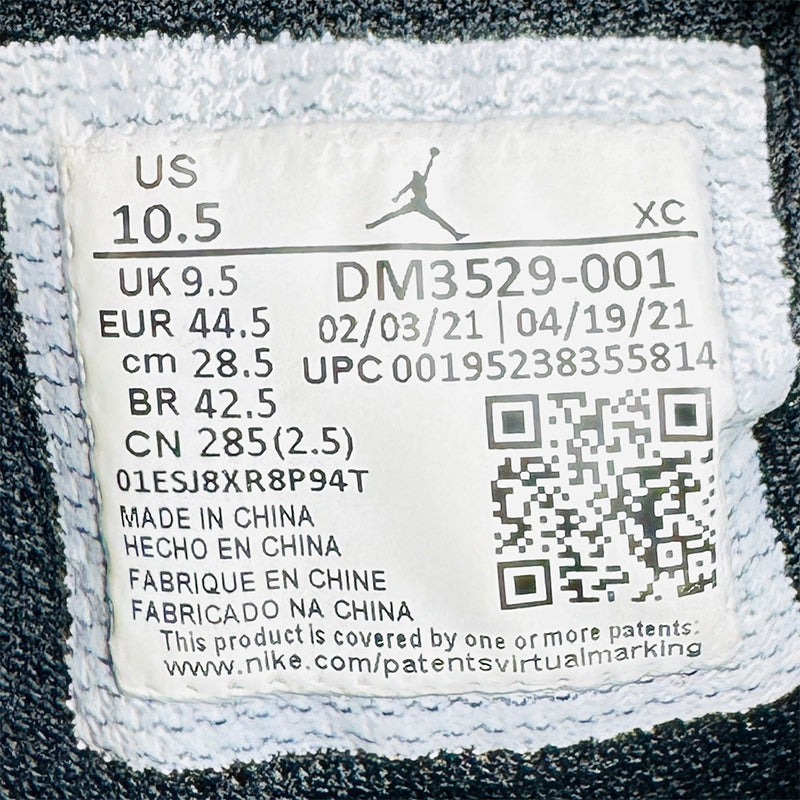 US
10.5
XC
UK 9.5
DM3529-001
EUR 44.5
02/03/21 | 04/19/21
cm 28.5
UPC 00195238355814
BR 42.5
CN 285(2.5)
01ESJ8XR8P94T
MADE IN CHINA
HECHO EN CHINA
FABRIQUE EN CHINE
FABRICADO NA CHINA
This product is covered by one or more patents:
www.nike.com/patentsvirtualmarking